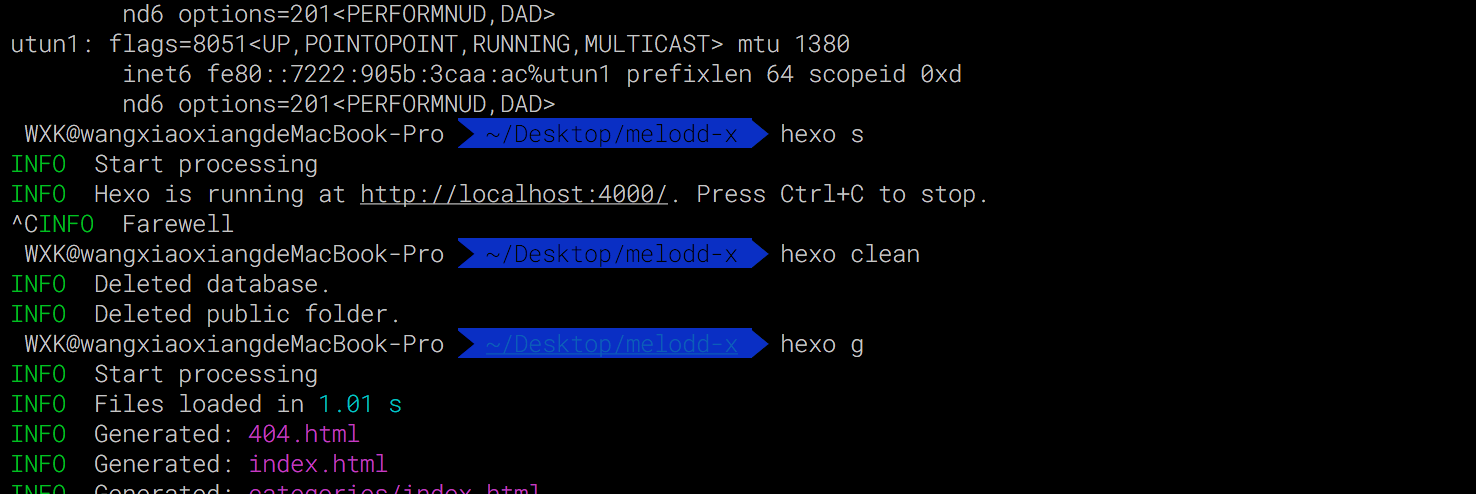 nd6 options=201<PERFORMNUD,DAD>
utun1: flags=8051<UP,POINTOPOINT,RUNNING,MULTICAST> mtu 1380
inet6 fe80::7222:905b:3caa:ac%utun1 prefixlen 64 scopeid 0xd
nd6 options=201<PERFORMNUD,DAD>
WXK@wangxiaoxiangdeMacBook-Pro ~/Desktop/melodd-x hexo s
INFO Start processing
INFO Hexo is running at http://localhost:4000/. Press Ctrl+C to stop.
^CINFO Farewell
WXK@wangxiaoxiangdeMacBook-Pro ~/Desktop/melodd-x hexo clean
INFO Deleted database.
INFO Deleted public folder.
WXK@wangxiaoxiangdeMacBook-Pro ~/Desktop/melodd-x hexo g
INFO Start processing
INFO Files loaded in 1.01 s
INFO Generated: 404.html
INFO Generated: index.html
INFO Generated: categories/index.html